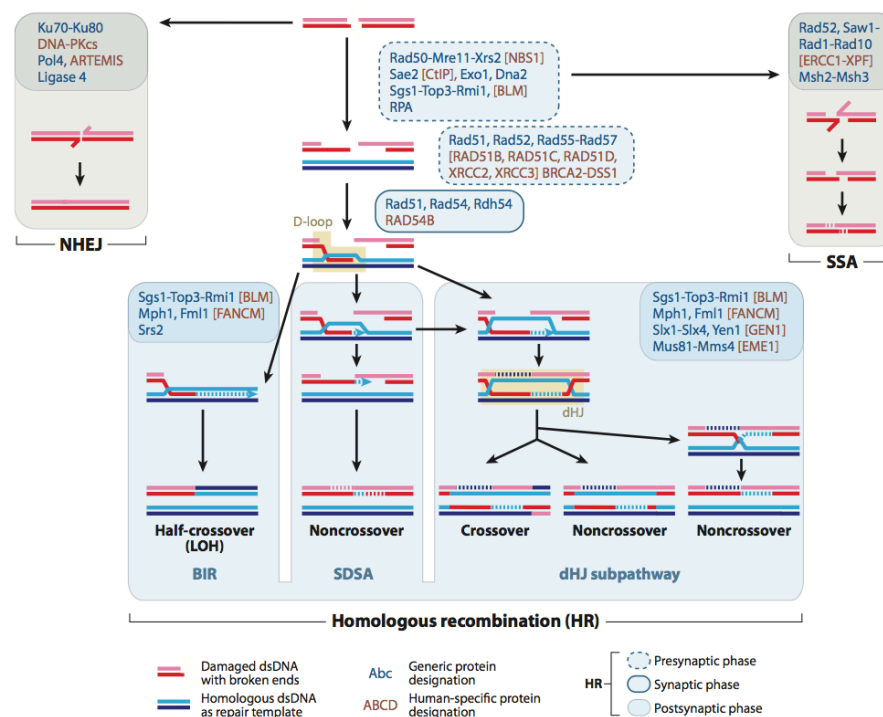 Ku70-Ku80
DNA-PKcs
Pol4, ARTEMIS
Ligase 4
NHEJ
Rad50-Mre11-Xrs2 [NBS1]
Sae2 [CtIP], Exo1, Dna2
Sgs1-Top3-Rmi1, [BLM]
RPA
Rad52, Saw1-
Rad1-Rad10
[ERCC1-XPF]
Msh2-Msh3
SSA
Rad51, Rad52, Rad55-Rad57
[RAD51B, RAD51C, RAD51D,
XRCC2, XRCC3] BRCA2-DSS1
Rad51, Rad54, Rdh54
RAD54B
D-loop
Sgs1-Top3-Rmi1 [BLM]
Mph1, Fml1 [FANCM]
Srs2
Sgs1-Top3-Rmi1 [BLM]
Mph1, Fml1 [FANCM]
Slx1-Slx4, Yen1 [GEN1]
Mus81-Mms4 [EME1]
dHJ
Half-crossover
(LOH)
Noncrossover
Crossover
Noncrossover
Noncrossover
BIR
SDSA
dHJ subpathway
Homologous recombination (HR)
Damaged dsDNA
with broken ends
Homologous dsDNA
as repair template
Abc
Generic protein
designation
ABCD
Human-specific protein
designation
HR
Presynaptic phase
Synaptic phase
Postsynaptic phase